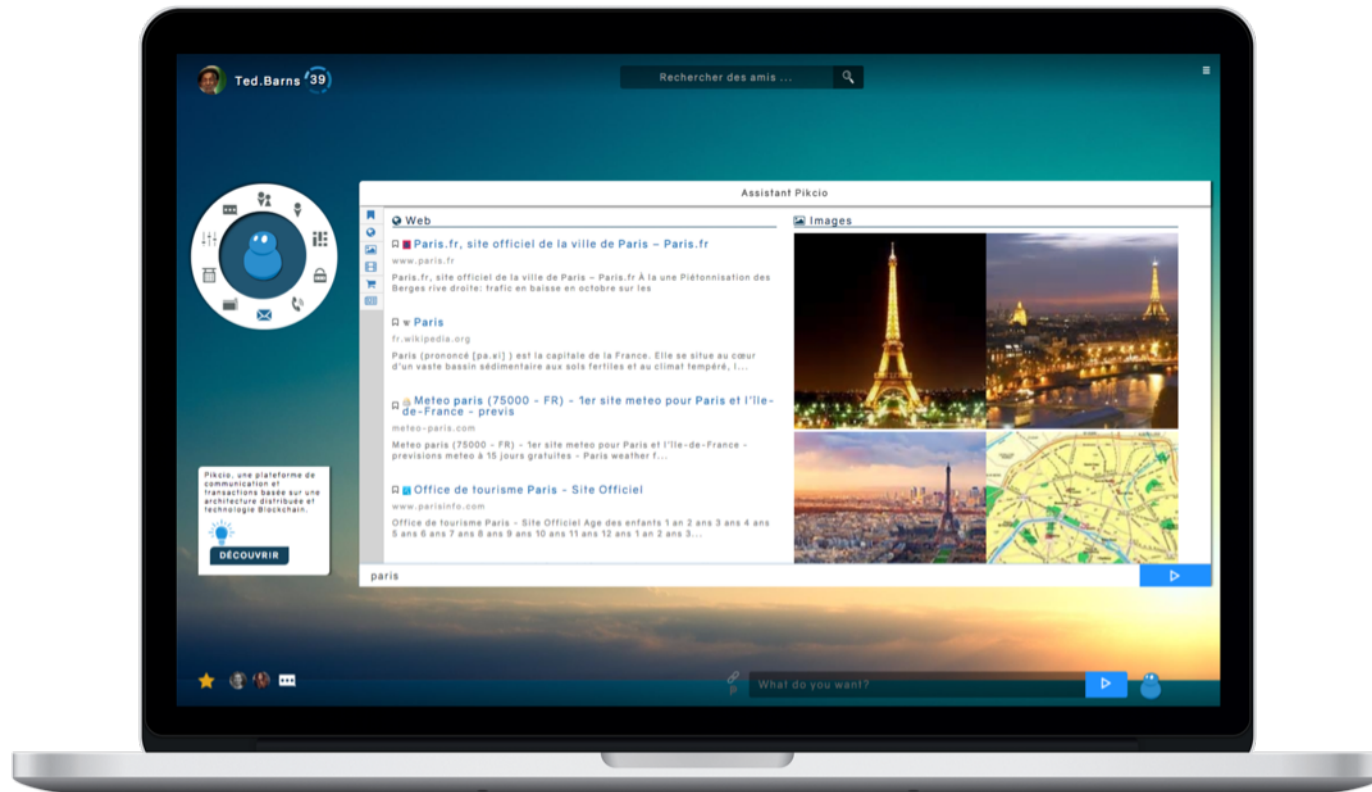 Ted.Barns 39
Rechercher des amis ...
Assistant Pikcio
Web
Paris.fr, site officiel de la ville de Paris – Paris.fr
www.paris.fr
Paris.fr, site officiel de la ville de Paris – Paris.fr À la une Piétonnisation des
Berges rive droite: trafic en baisse en octobre sur les
Paris
fr.wikipedia.org
Paris (prononcé [pa.ʁi] ) est la capitale de la France. Elle se situe au cœur
d'un vaste bassin sédimentaire aux sols fertiles et au climat tempéré, l...
Meteo paris (75000 - FR) - 1er site meteo pour Paris et l'Ile-
de-France - previs
meteo-paris.com
Meteo paris (75000 - FR) - 1er site meteo pour Paris et l'Ile-de-France -
previsions meteo à 15 jours gratuites - Paris weather f...
Office de tourisme Paris - Site Officiel
www.parisinfo.com
Office de tourisme Paris - Site Officiel Age des enfants 1 an 2 ans 3 ans 4 ans
5 ans 6 ans 7 ans 8 ans 9 ans 10 ans 11 ans 12 ans 1 an 2 ans 3...
Images
paris
Pikcio, une plateforme de
communication et
transactions basée sur une
architecture distribuée et
technologie Blockchain.
DÉCOUVRIR
What do you want?